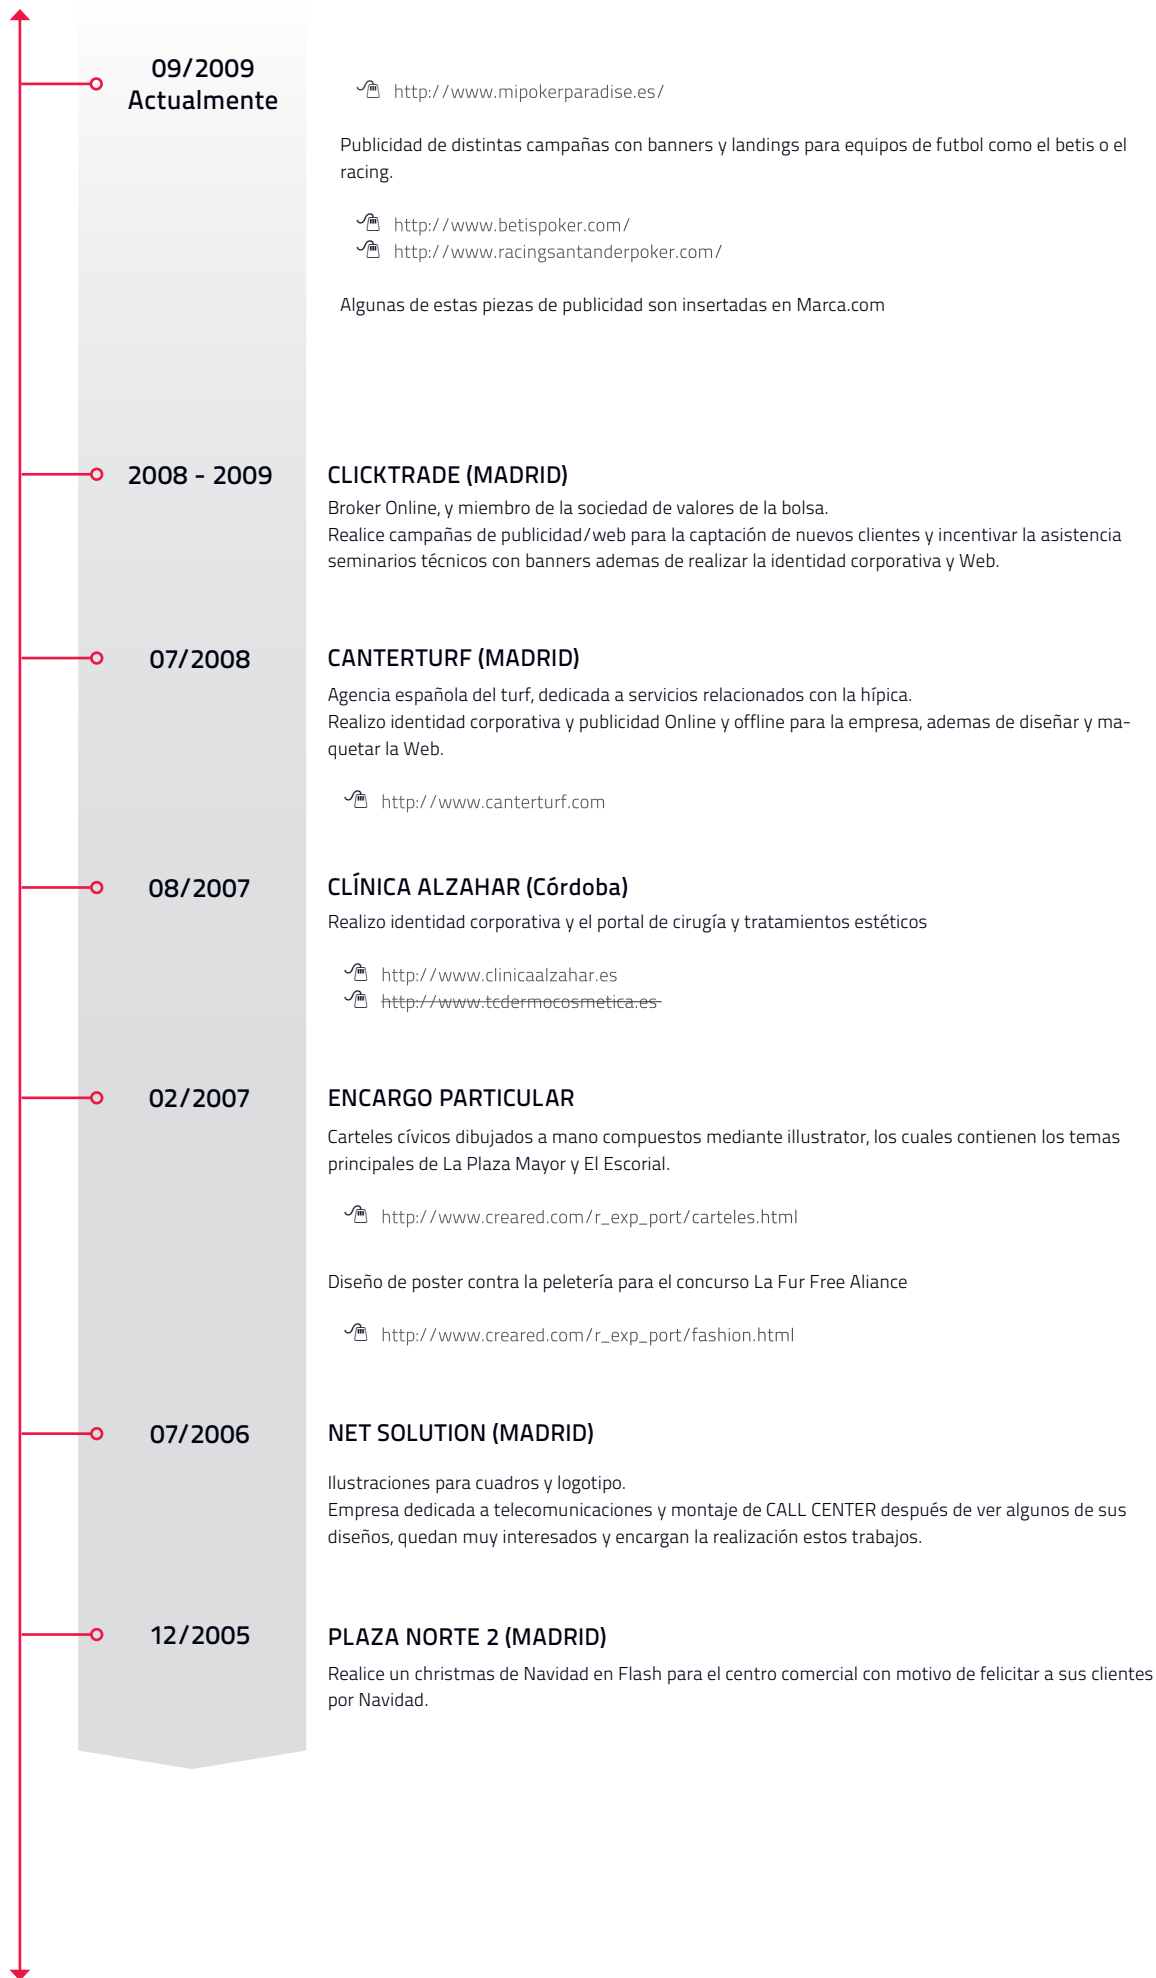 09/2009
Actualmente
http://www.mipokerparadise.es/
Publicidad de distintas campañas con banners y landings para equipos de futbol como el betis o el
racing.
http://www.betispoker.com/
http://www.racingsantanderpoker.com/
Algunas de estas piezas de publicidad son insertadas en Marca.com
2008 - 2009
CLICKTRADE (MADRID)
Broker Online, y miembro de la sociedad de valores de la bolsa.
Realice campañas de publicidad/web para la captación de nuevos clientes y incentivar la asistencia
seminarios técnicos con banners ademas de realizar la identidad corporativa y Web.
07/2008
CANTERTURF (MADRID)
Agencia española del turf, dedicada a servicios relacionados con la hípica.
Realizo identidad corporativa y publicidad Online y offline para la empresa, ademas de diseñar y ma-
quetar la Web.
http://www.canterturf.com
08/2007
CLÍNICA ALZAHAR (Córdoba)
Realizo identidad corporativa y el portal de cirugía y tratamientos estéticos
http://www.clinicaalzahar.es
http://www.tcdermocosmetica.es
02/2007
ENCARGO PARTICULAR
Carteles cívicos dibujados a mano compuestos mediante illustrator, los cuales contienen los temas
principales de La Plaza Mayor y El Escorial.
http://www.creared.com/r_exp_port/carteles.html
Diseño de poster contra la peletería para el concurso La Fur Free Aliance
http://www.creared.com/r_exp_port/fashion.html
07/2006
NET SOLUTION (MADRID)
Ilustraciones para cuadros y logotipo.
Empresa dedicada a telecomunicaciones y montaje de CALL CENTER después de ver algunos de sus
diseños, quedan muy interesados y encargan la realización estos trabajos.
12/2005
PLAZA NORTE 2 (MADRID)
Realice un christmas de Navidad en Flash para el centro comercial con motivo de felicitar a sus clientes
por Navidad.